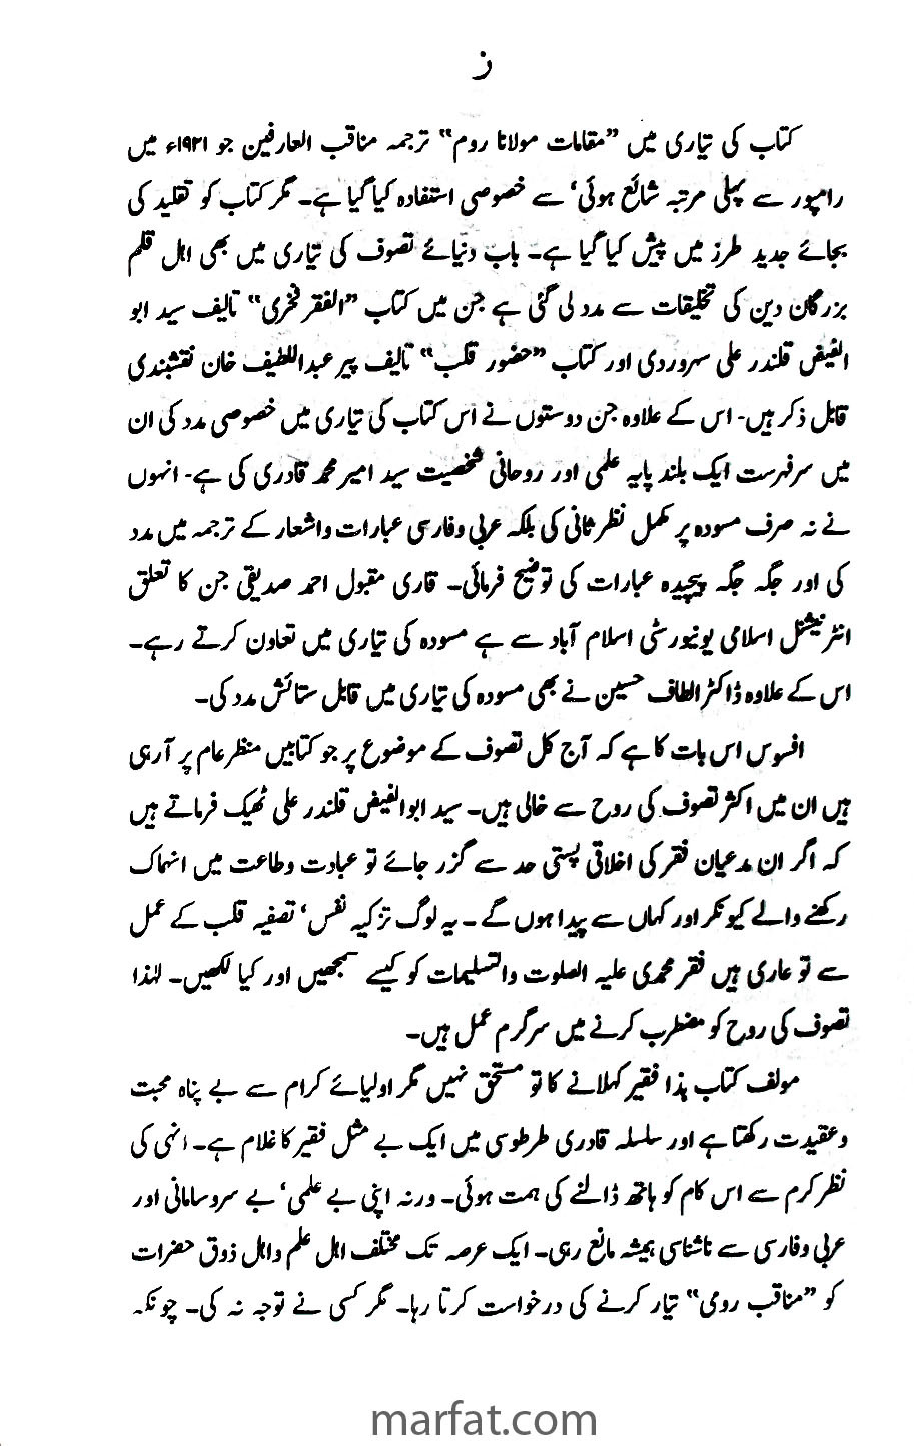 ز
کتاب کی تیاری میں ”مقامات مولانا روم“ ترجمہ مناقب العارفین جو ۱۹۲۱ء میں
رامپور سے پہلی مرتبہ شائع ہوئی‘ سے خصوصی استفادہ کیا گیا ہے۔ مگر کتاب کو تقلید کی
بجائے جدید طرز میں پیش کیا گیا ہے۔ باب دنیائے تصوف کی تیاری میں بھی اہل قلم
بزرگان دین کی تخلیقات سے مدد لی گئی ہے جن میں کتاب ”الفقر فخری“ تالیف سید ابو
الفیض قلندر علی سہروردی اور کتاب ”حضور قلب“ تالیف پیر عبداللطیف خان نقشبندی
قابل ذکر ہیں۔ اس کے علاوہ جن دوستوں نے اس کتاب کی تیاری میں خصوصی مدد کی ان
میں سرفہرست ایک بلند پایہ علمی اور روحانی شخصیت سید امیر محمد قادری کی ہے۔ انہوں
نے نہ صرف مسودہ پر مکمل نظرثانی کی بلکہ عربی و فارسی عبارات واشعار کے ترجمہ میں مدد
کی اور جگہ جگہ پیچیدہ عبارات کی توضیح فرمائی۔ قاری مقبول احمد صدیقی جن کا تعلق
انٹرنیشنل اسلامی یونیورسٹی اسلام آباد سے ہے مسودہ کی تیاری میں تعاون کرتے رہے۔
اس کے علاوہ ڈاکٹر الطاف حسین نے بھی مسودہ کی تیاری میں قابل ستائش مدد کی۔
افسوس اس بات کا ہے کہ آج کل تصوف کے موضوع پر جو کتابیں منظرعام پر آرہی
ہیں ان میں اکثر تصوف کی روح سے خالی ہیں۔ سید ابوالفیض قلندر علی ٹھیک فرماتے ہیں
کہ اگر ان مدعیان فقر کی اخلاقی پستی حد سے گزر جائے تو عبادت وطاعت میں انہماک
رکھنے والے کیونکر اور کہاں سے پیدا ہوں گے۔ یہ لوگ تزکیہ نفس‘ تصفیہ قلب کے عمل
سے تو عاری ہیں فقر محمدی علیہ الصلوت والتسلیمات کو کیسے سمجھیں اور کیا لکھیں۔ لہٰذا
تصوف کی روح کو مضطرب کرنے میں سرگرم عمل ہیں۔
مولف کتاب ہذا فقیر کہلانے کا تو مستحق نہیں مگر اولیائے کرام سے بے پناہ محبت
وعقیدت رکھتا ہے اور سلسلہ قادری طرطوسی میں ایک بے مثل فقیر کا غلام ہے۔ انہی کی
نظر کرم سے اس کام کو ہاتھ ڈالنے کی ہمت ہوئی۔ ورنہ اپنی بے علمی‘ بے سروسامانی اور
عربی وفارسی سے ناشناسی ہمیشہ مانع رہی۔ ایک عرصہ تک مختلف اہل علم واہل ذوق حضرات
کو ”مناقب رومی“ تیار کرنے کی درخواست کرتا رہا۔ مگر کسی نے توجہ نہ کی۔ چونکہ
marfat.com